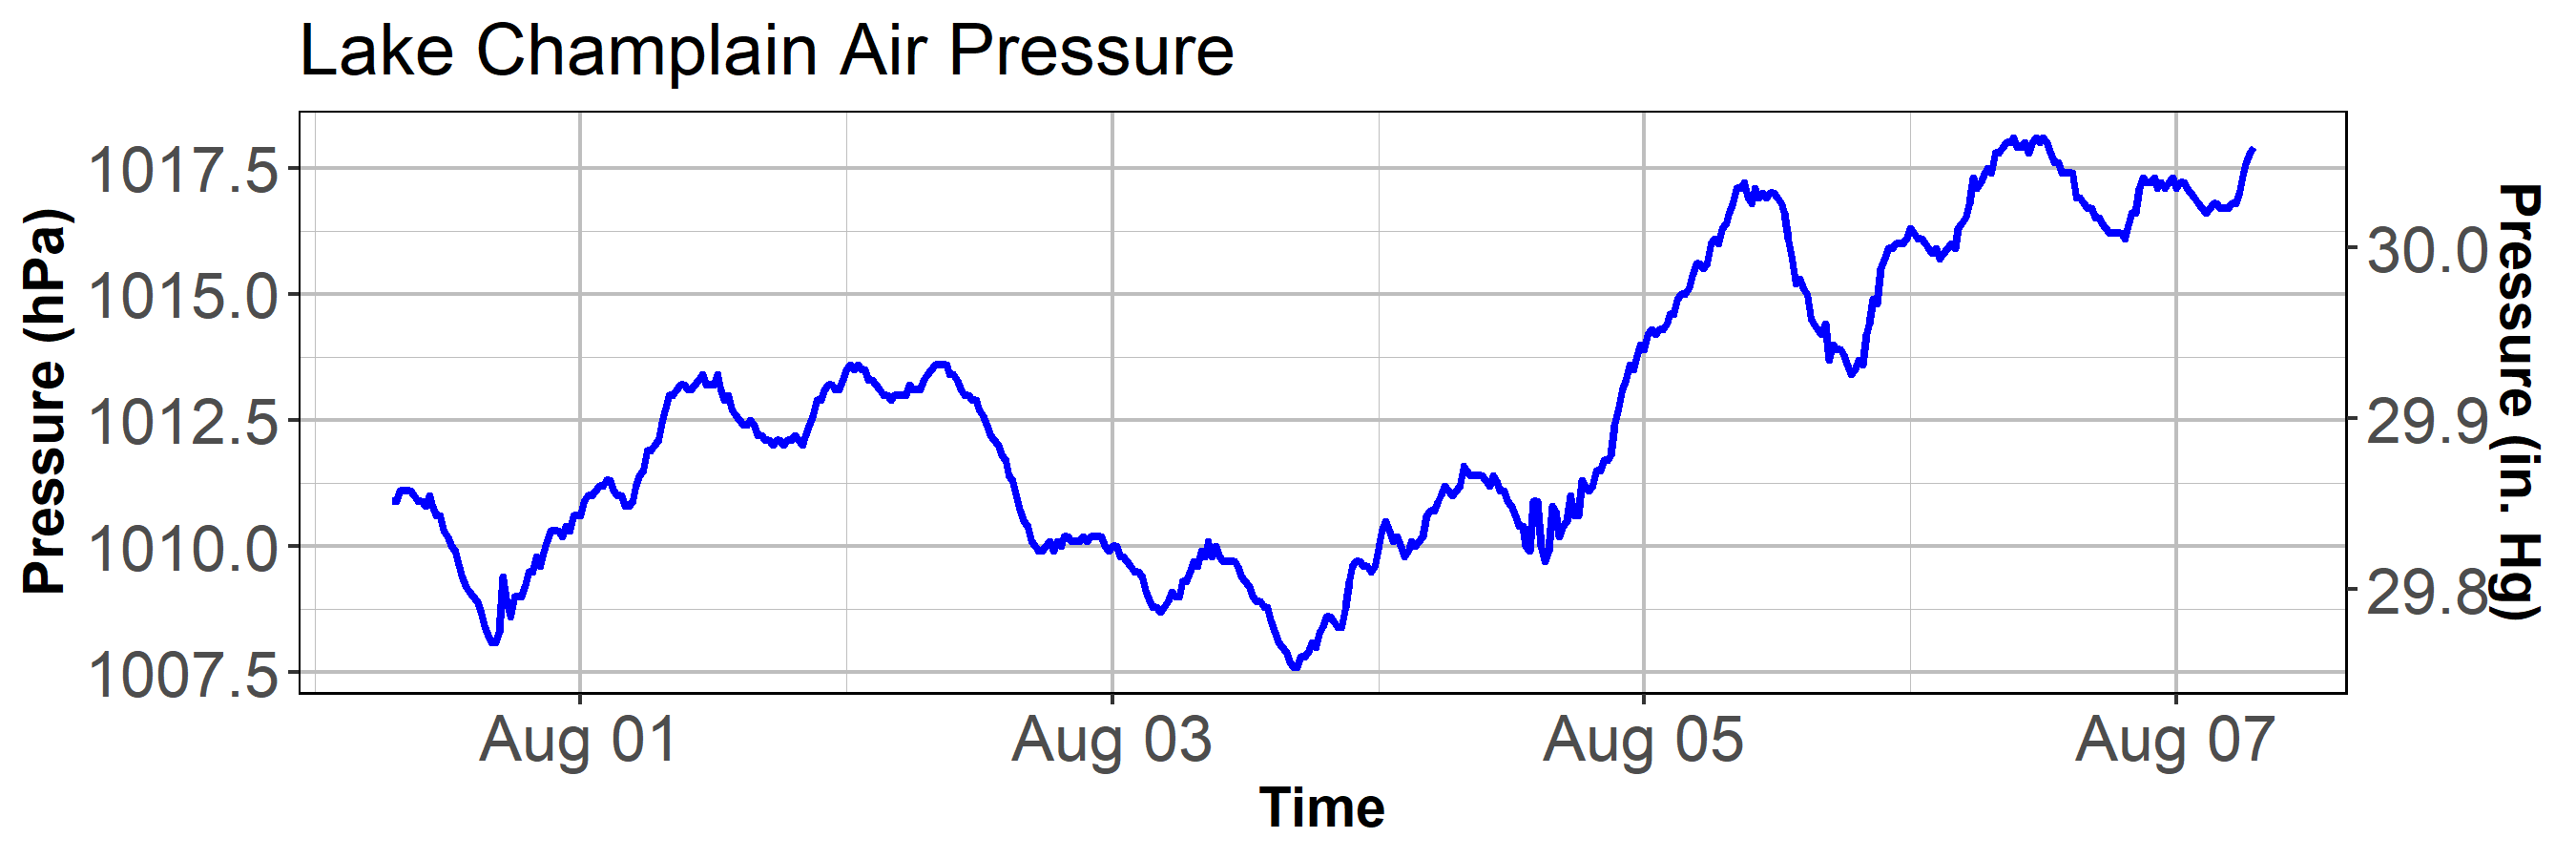 Lake Champlain Air Pressure
Pressure (hPa)
1017.5
1015.0
1012.5
1010.0
1007.5
30.0
29.9
29.8
Pressure (in. Hg)
Aug 01 Aug 03 Aug 05 Aug 07
Time